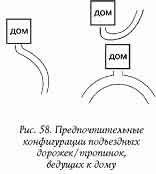 ДОМ
ДОМ
ДОМ
Рис. 58. Предпочтительные
конфигурации подъездных
дорожек/тропинок,
ведущих к дому